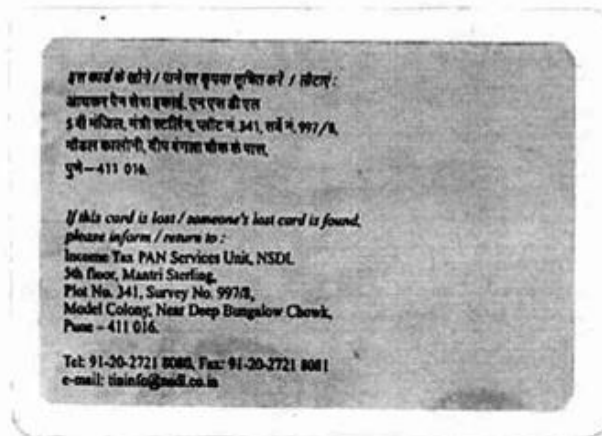 इस कार्ड के खोने / पाने पर कृपया सूचित करें / लौटाएं :
आयकर पैन सेवा इकाई, एन एस डी एल
5 वी मंजिल, मंत्री स्टर्लिंग, प्लॉट नं. 341, सर्वे नं. 997/8,
मॉडल कालोनी, दीप बंगला चौक के पास,
पुणे—411 016.
If this card is lost / someone's lost card is found,
please inform / return to :
Income Tax PAN Services Unit, NSDL
5th floor, Mantri Sterling,
Plot No. 341, Survey No. 997/8,
Model Colony, Near Deep Bungalow Chowk,
Pune – 411 016.
Tel: 91-20-2721 8080, Fax: 91-20-2721 8081
e-mail: tininfo@nsdl.co.in